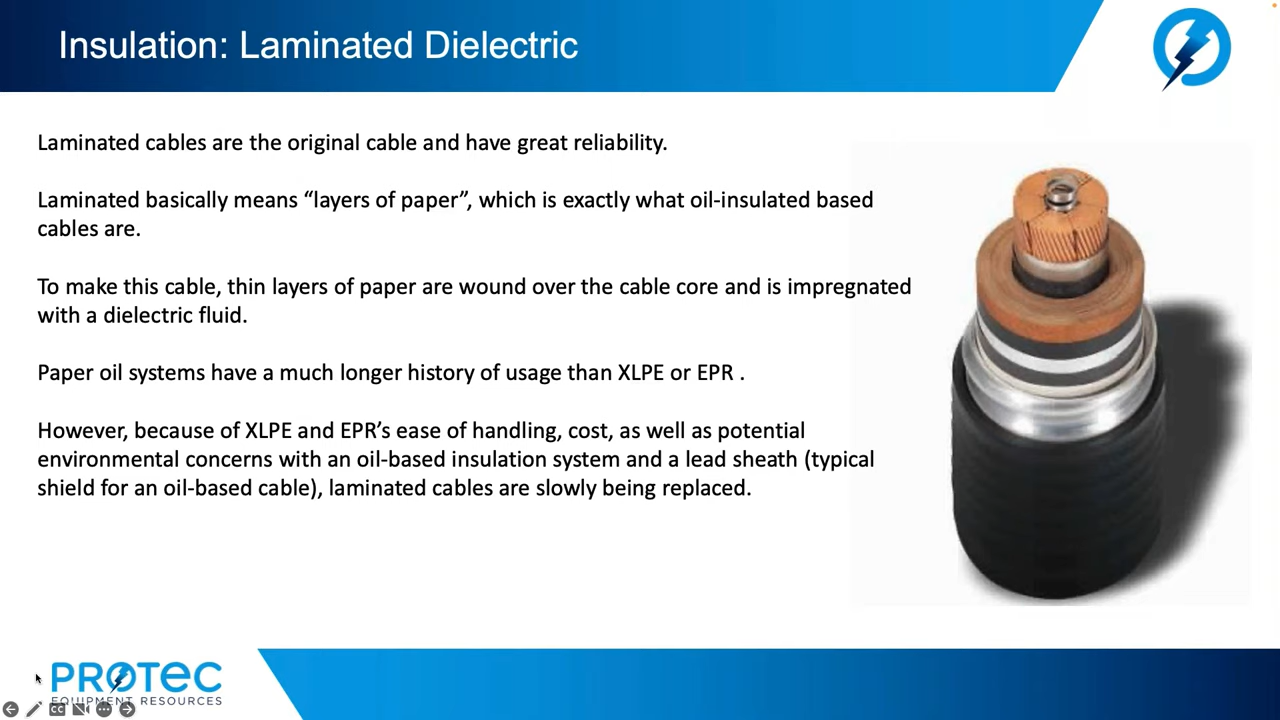 Insulation: Laminated Dielectric
Laminated cables are the original cable and have great reliability.
Laminated basically means “layers of paper”, which is exactly what oil-insulated based
cables are.
To make this cable, thin layers of paper are wound over the cable core and is impregnated
with a dielectric fluid.
Paper oil systems have a much longer history of usage than XLPE or EPR .
However, because of XLPE and EPR’s ease of handling, cost, as well as potential
environmental concerns with an oil-based insulation system and a lead sheath (typical
shield for an oil-based cable), laminated cables are slowly being replaced.
PROTEC
EQUIPMENT RESOURCES
CC